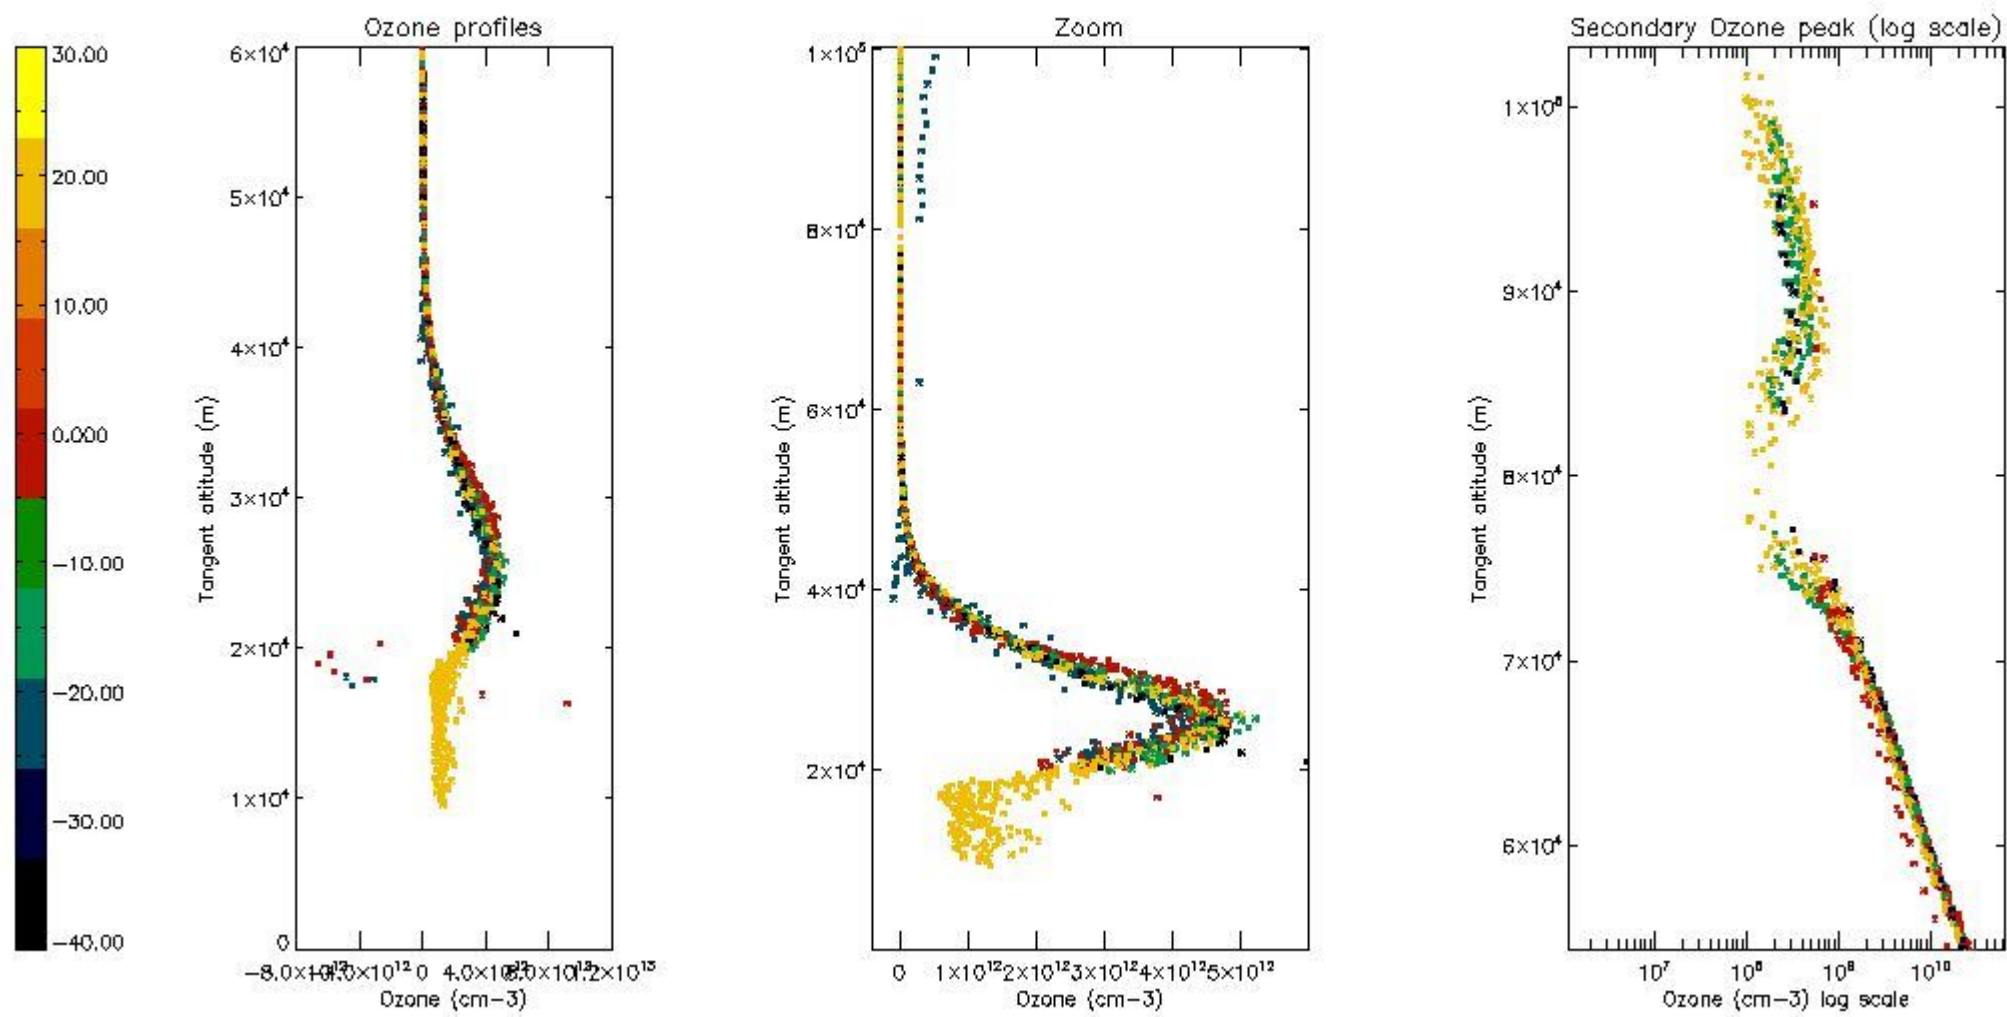 Ozone profiles
Zoom
Secondary Ozone peak (log scale)
30.00
20.00
10.00
0.000
−10.00
−20.00
−30.00
−40.00
6×10⁴
5×10⁴
4×10⁴
3×10⁴
2×10⁴
1×10⁴
0
Tangent altitude (m)
0
Ozone (cm−3)
1×10⁵
8×10⁴
6×10⁴
4×10⁴
2×10⁴
Tangent altitude (m)
0 1×10¹² 2×10¹² 3×10¹² 4×10¹² 5×10¹²
Ozone (cm−3)
9×10⁴
8×10⁴
7×10⁴
6×10⁴
Tangent altitude (m)
10⁷ 10⁸ 10⁹ 10¹⁰
Ozone (cm−3) log scale